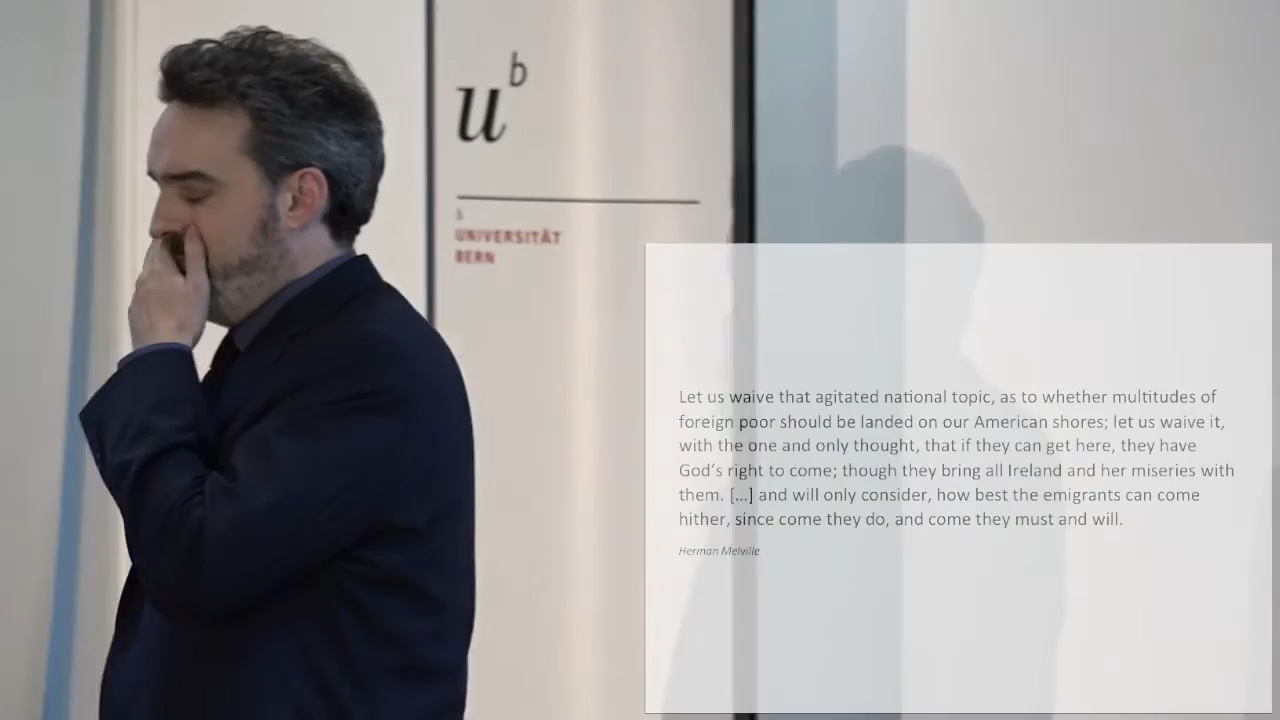 u b
b
UNIVERSITÄT
BERN
Let us waive that agitated national topic, as to whether multitudes of
foreign poor should be landed on our American shores; let us waive it,
with the one and only thought, that if they can get here, they have
God's right to come; though they bring all Ireland and her miseries with
them. […] and will only consider, how best the emigrants can come
hither, since come they do, and come they must and will.
Herman Melville